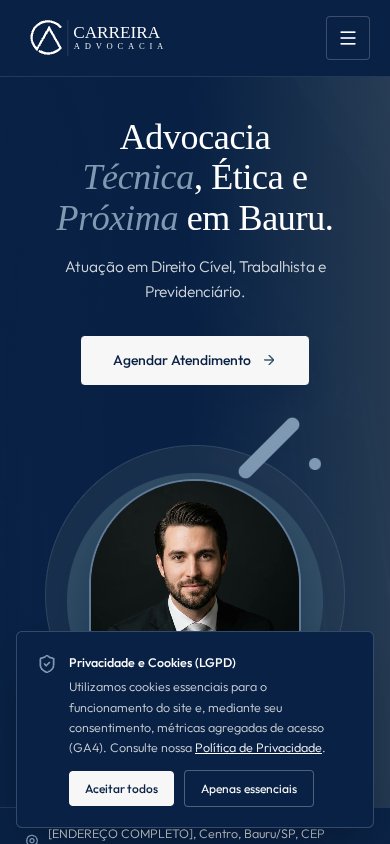 CARREIRA
ADVOCACIA
Advocacia
Técnica, Ética e
Próxima em Bauru.
Atuação em Direito Cível, Trabalhista e
Previdenciário.
Agendar Atendimento
Privacidade e Cookies (LGPD)
Utilizamos cookies essenciais para o
funcionamento do site e, mediante seu
consentimento, métricas agregadas de acesso
(GA4). Consulte nossa Política de Privacidade.
Aceitar todos
Apenas essenciais
[ENDEREÇO COMPLETO], Centro, Bauru/SP, CEP